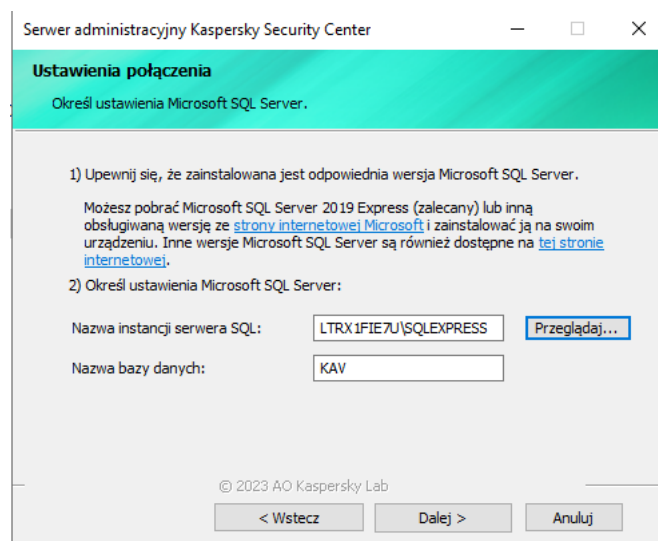 Serwer administracyjny Kaspersky Security Center
Ustawienia połączenia
Określ ustawienia Microsoft SQL Server.
1) Upewnij się, że zainstalowana jest odpowiednia wersja Microsoft SQL Server.
Możesz pobrać Microsoft SQL Server 2019 Express (zalecany) lub inną
obsługiwaną wersję ze strony internetowej Microsoft i zainstalować ją na swoim
urządzeniu. Inne wersje Microsoft SQL Server są również dostępne na tej stronie
internetowej.
2) Określ ustawienia Microsoft SQL Server:
Nazwa instancji serwera SQL: LTRX1FIE7U\SQLEXPRESS Przeglądaj...
Nazwa bazy danych: KAV
© 2023 AO Kaspersky Lab
< Wstecz Dalej > Anuluj